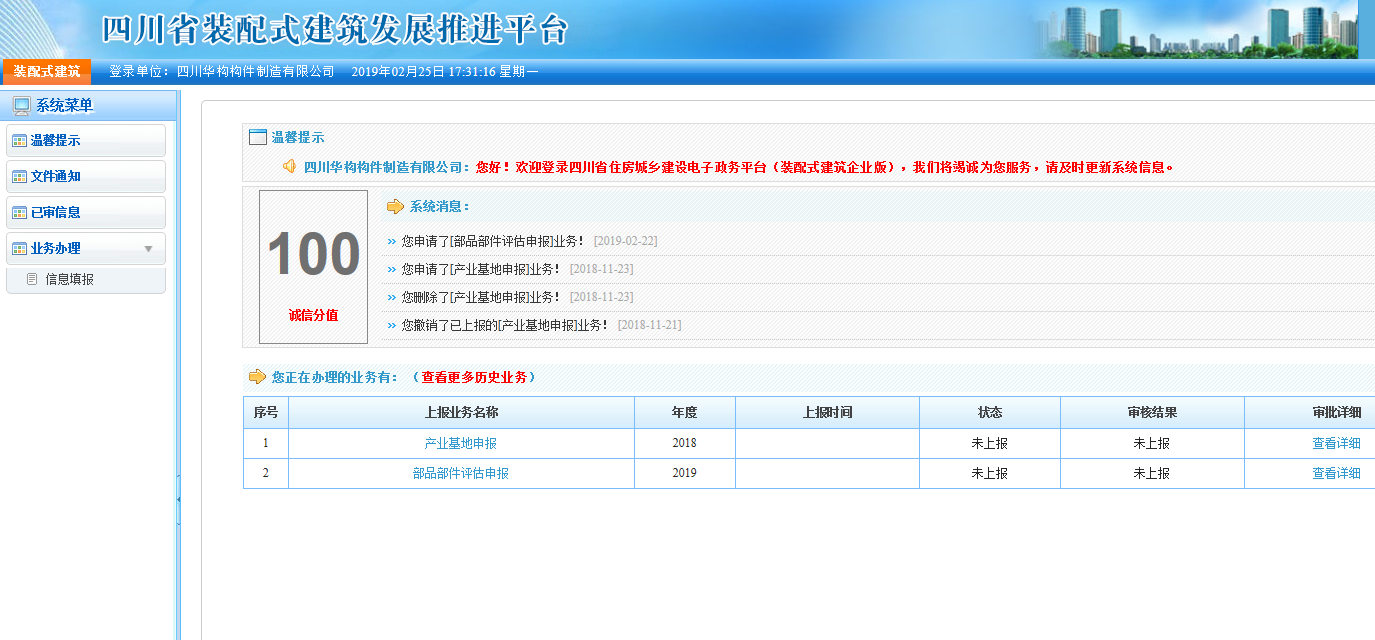 四川省装配式建筑发展推进平台
装配式建筑 登录单位：四川华构构件制造有限公司 2019年02月25日 17:31:16 星期一
系统菜单
温馨提示
文件通知
已审信息
业务办理
信息填报
温馨提示
四川华构构件制造有限公司：您好！欢迎登录四川省住房城乡建设电子政务平台（装配式建筑企业版），我们将竭诚为您服务，请及时更新系统信息。
100
诚信分值
系统消息：
›› 您申请了[部品部件评估申报]业务！ [2019-02-22]
›› 您申请了[产业基地申报]业务！ [2018-11-23]
›› 您删除了[产业基地申报]业务！ [2018-11-23]
›› 您撤销了已上报的[产业基地申报]业务！ [2018-11-21]
您正在办理的业务有：（查看更多历史业务）
序号 上报业务名称 年度 上报时间 状态 审核结果 审批详细
1 产业基地申报 2018 未上报 未上报 查看详细
2 部品部件评估申报 2019 未上报 未上报 查看详细